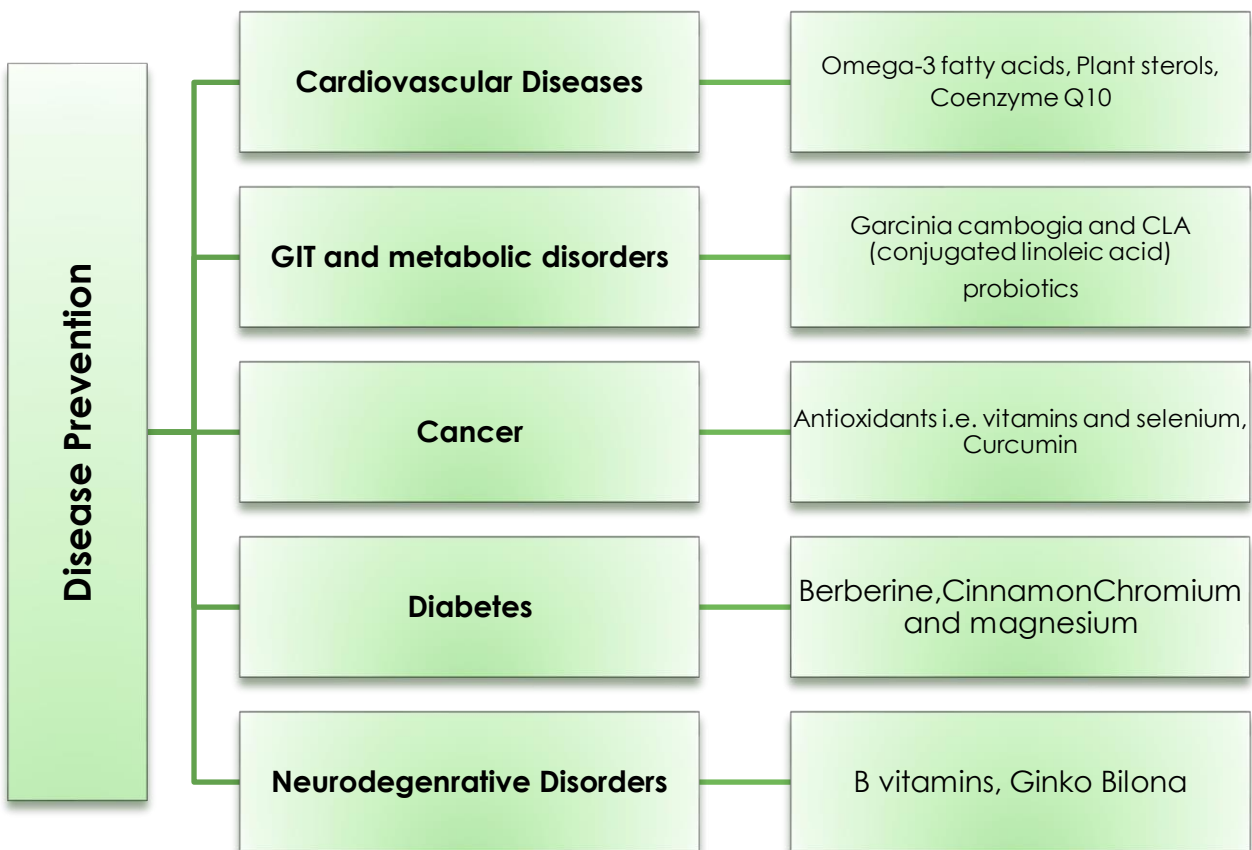 Disease Prevention
Cardiovascular Diseases
Omega-3 fatty acids, Plant sterols,
Coenzyme Q10
GIT and metabolic disorders
Garcinia cambogia and CLA
(conjugated linoleic acid)
probiotics
Cancer
Antioxidants i.e. vitamins and selenium,
Curcumin
Diabetes
Berberine,CinnamonChromium
and magnesium
Neurodegenrative Disorders
B vitamins, Ginko Bilona